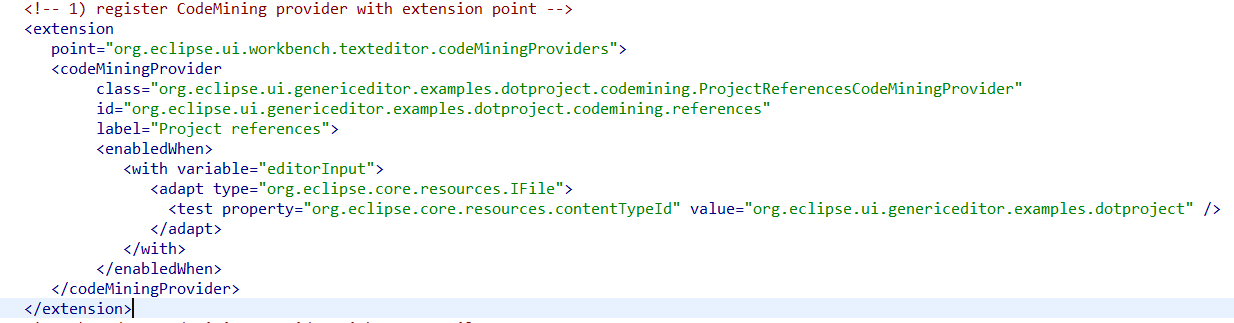 <!-- 1) register CodeMining provider with extension point -->
<extension
point="org.eclipse.ui.workbench.texteditor.codeMiningProviders">
<codeMiningProvider
class="org.eclipse.ui.genericeditor.examples.dotproject.codemining.ProjectReferencesCodeMiningProvider"
id="org.eclipse.ui.genericeditor.examples.dotproject.codemining.references"
label="Project references">
<enabledWhen>
<with variable="editorInput">
<adapt type="org.eclipse.core.resources.IFile">
<test property="org.eclipse.core.resources.contentTypeId" value="org.eclipse.ui.genericeditor.examples.dotproject" />
</adapt>
</with>
</enabledWhen>
</codeMiningProvider>
</extension>